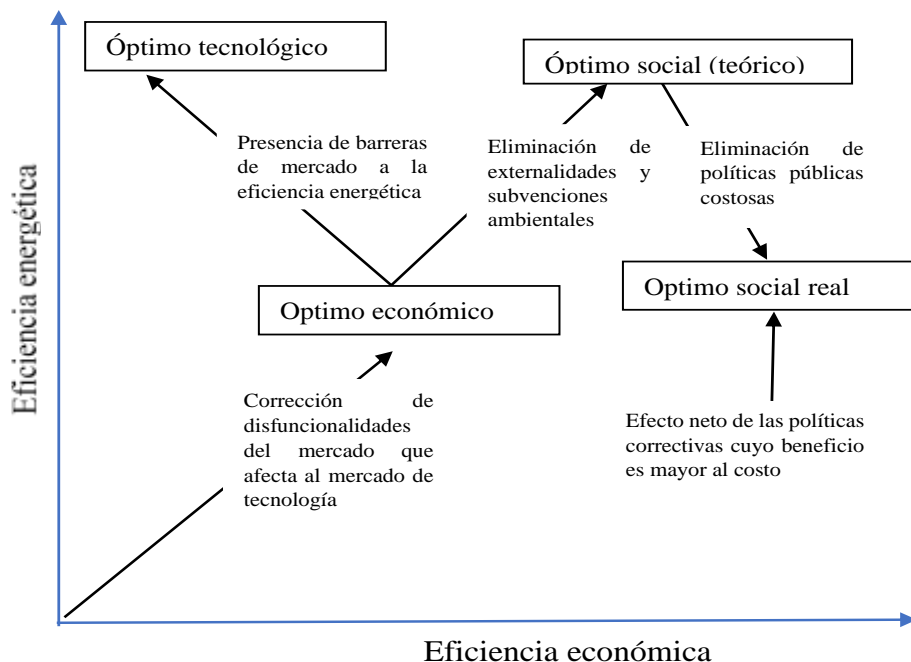 Óptimo tecnológico
Óptimo social (teórico)
Presencia de barreras
de mercado a la
eficiencia energética
Eliminación de
externalidades y
subvenciones
ambientales
Eliminación de
políticas públicas
costosas
Optimo económico
Optimo social real
Corrección de
disfuncionalidades
del mercado que
afecta al mercado de
tecnología
Efecto neto de las políticas
correctivas cuyo beneficio
es mayor al costo
Eficiencia energética
Eficiencia económica